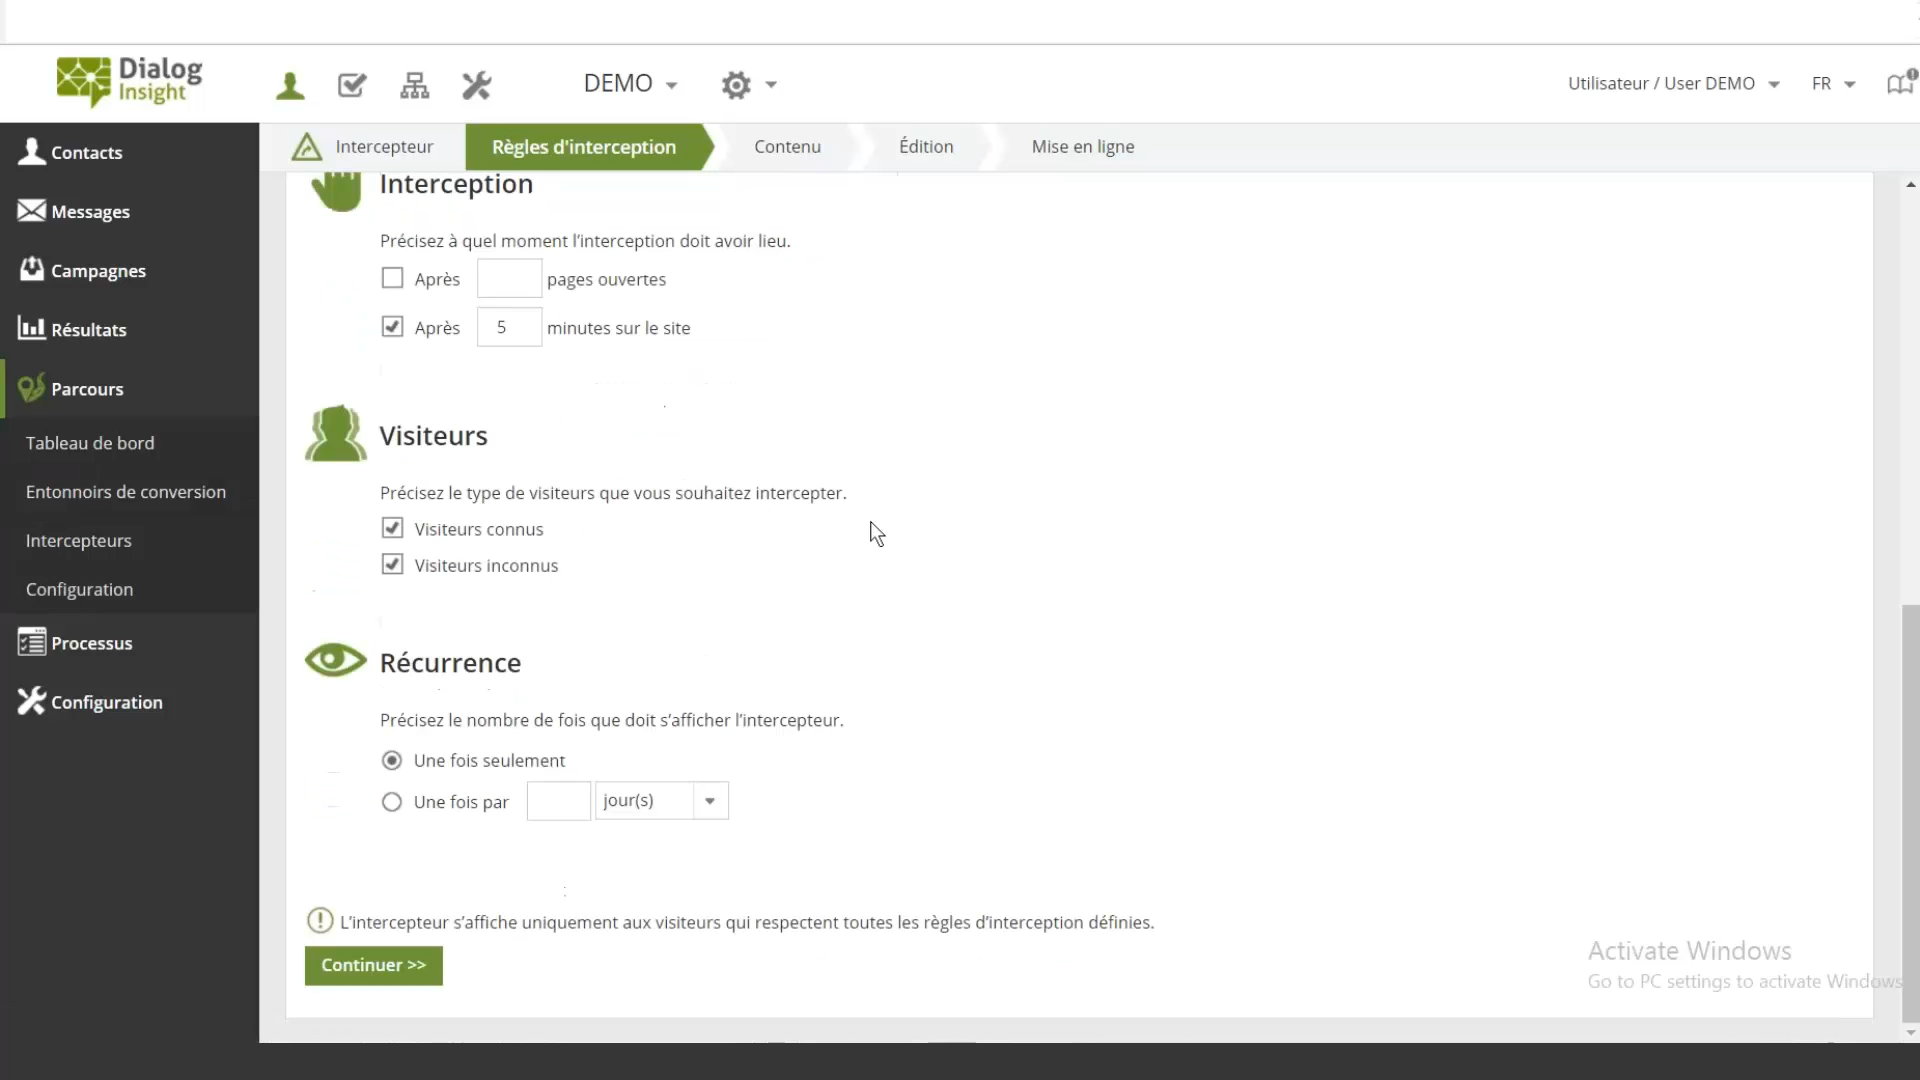 Dialog
Insight
DEMO
Utilisateur / User DEMO
FR
Contacts
Messages
Campagnes
Résultats
Parcours
Tableau de bord
Entonnoirs de conversion
Intercepteurs
Configuration
Processus
Configuration
Intercepteur
Règles d'interception
Contenu
Édition
Mise en ligne
Interception
Précisez à quel moment l'interception doit avoir lieu.
Après pages ouvertes
Après 5 minutes sur le site
Visiteurs
Précisez le type de visiteurs que vous souhaitez intercepter.
Visiteurs connus
Visiteurs inconnus
Récurrence
Précisez le nombre de fois que doit s'afficher l'intercepteur.
Une fois seulement
Une fois par jour(s)
L'intercepteur s'affiche uniquement aux visiteurs qui respectent toutes les règles d'interception définies.
Continuer >>
Activate Windows
Go to PC settings to activate Windows